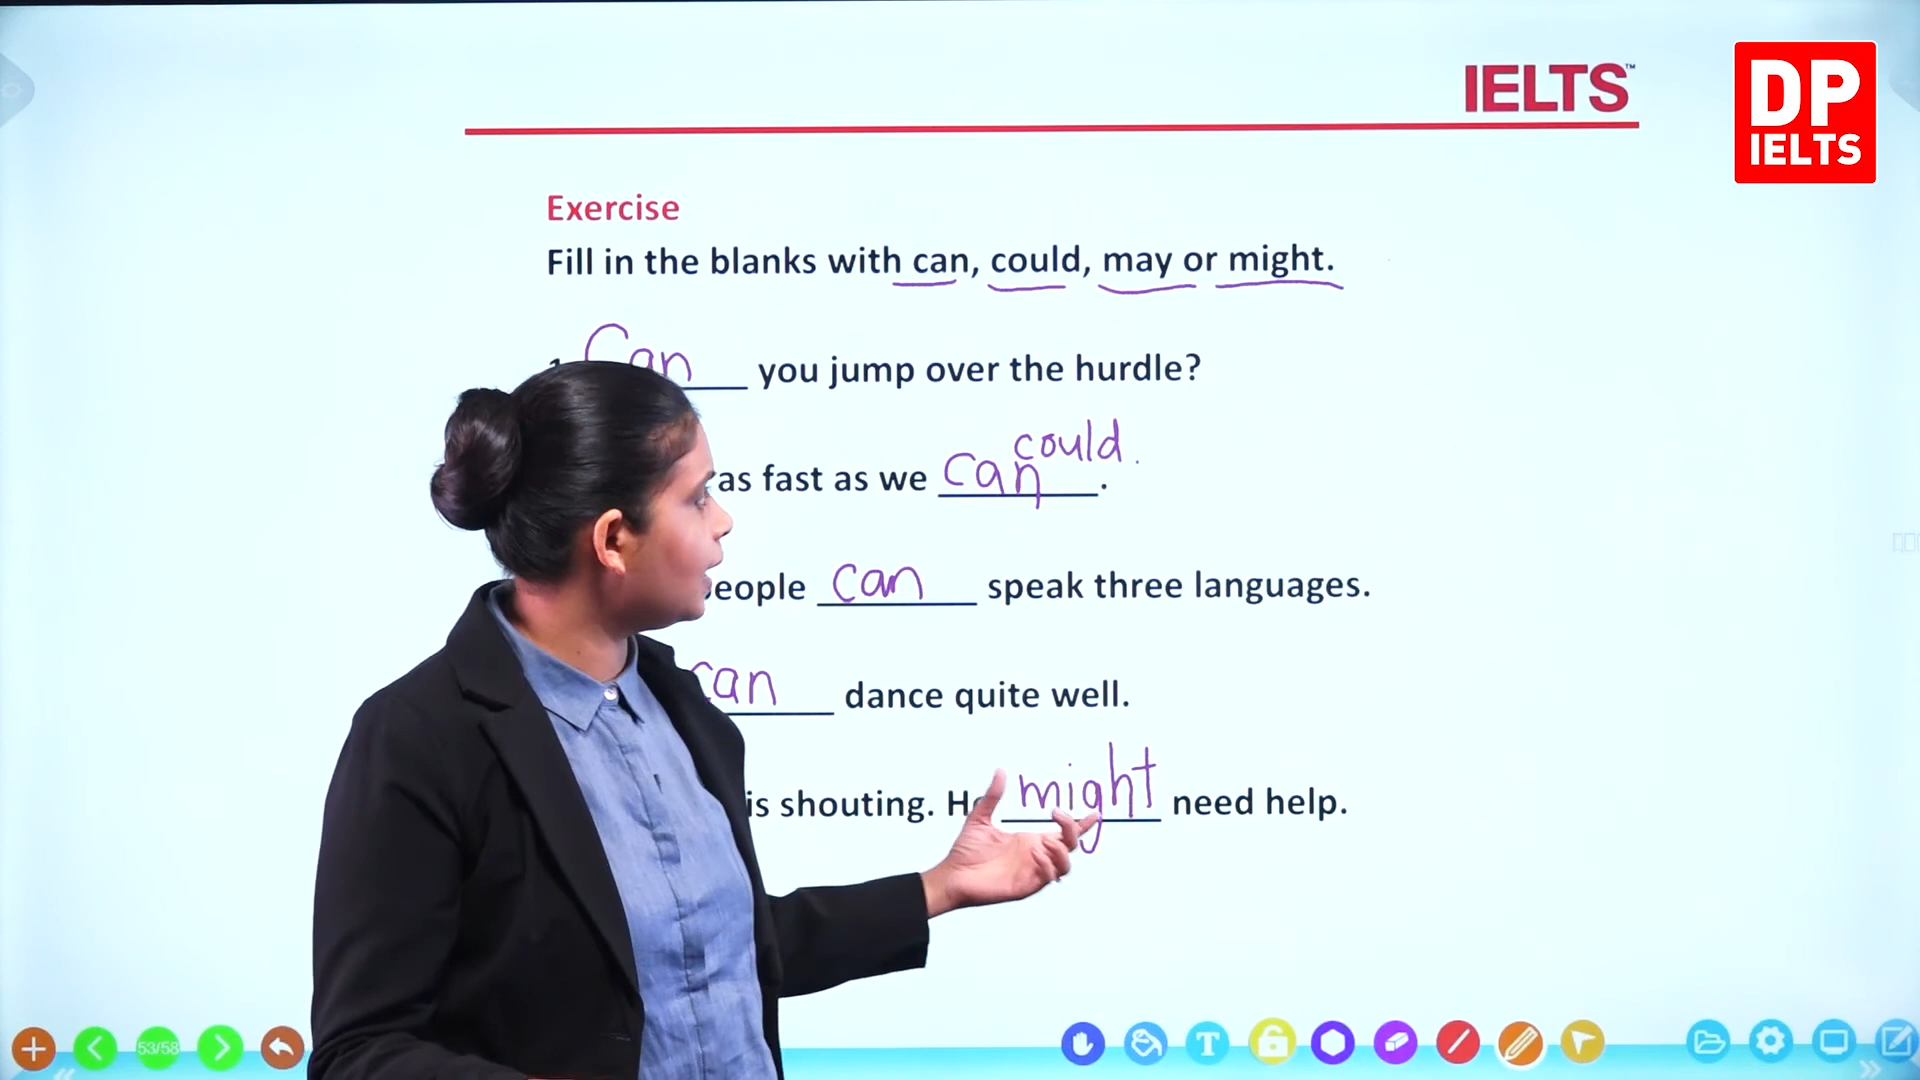 IELTS™
DP
IELTS
Exercise
Fill in the blanks with can, could, may or might.
Can you jump over the hurdle?
could.
as fast as we can.
can speak three languages.
can dance quite well.
is shouting. He might need help.
53/58
T